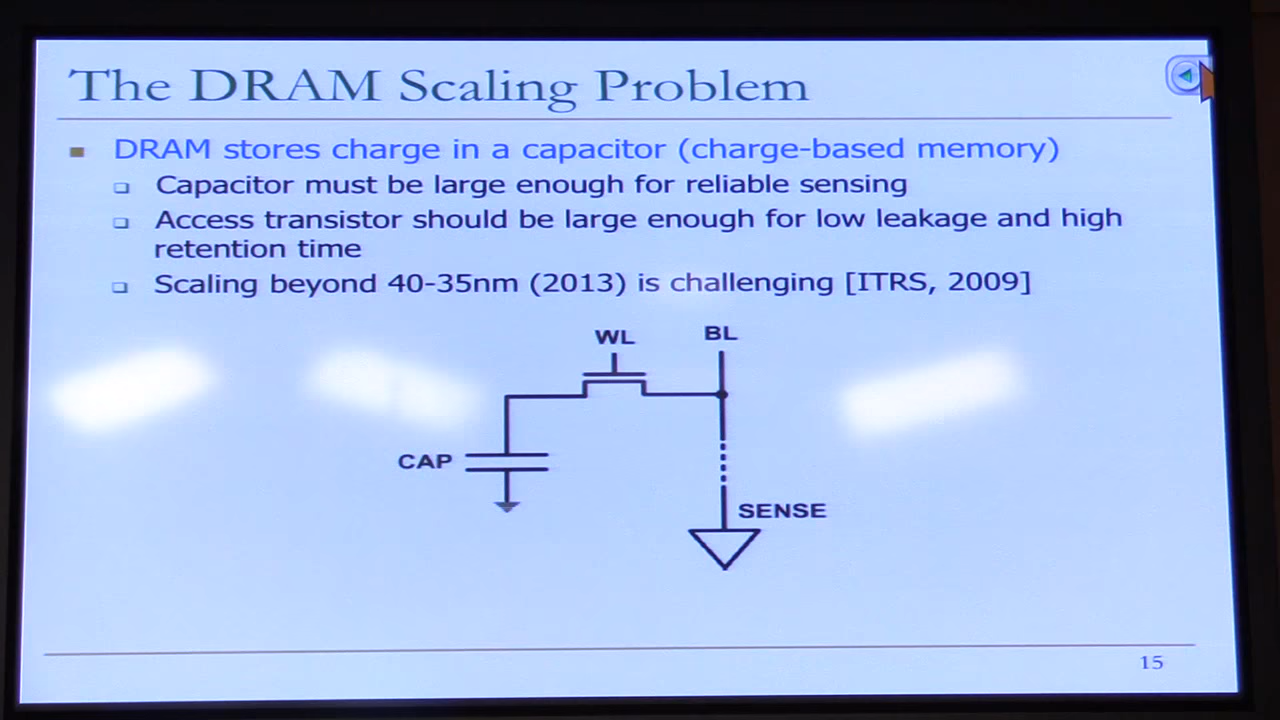 The DRAM Scaling Problem
DRAM stores charge in a capacitor (charge-based memory)
Capacitor must be large enough for reliable sensing
Access transistor should be large enough for low leakage and high
retention time
Scaling beyond 40-35nm (2013) is challenging [ITRS, 2009]
WL
BL
CAP
SENSE
15